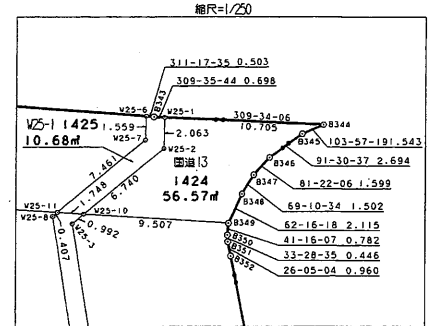 縮尺=1/250
311-17-35 0.503
309-35-44 0.698
B343
W25-6
W25-1
309-34-06
10.705
B344
W25-1 1425
10.68㎡
1.559
W25-7
2.063
W25-2
103-57-19 1.543
91-30-37 2.694
B346
国道13
1424
56.57㎡
81-22-06 1.599
B347
69-10-34 1.502
B348
7.461
1.748
6.740
62-16-18 2.115
W25-11
W25-8
W25-10
9.507
B349
41-16-07 0.782
B350
33-28-35 0.446
B351
26-05-04 0.960
B352
0.992
W25-3
0.407